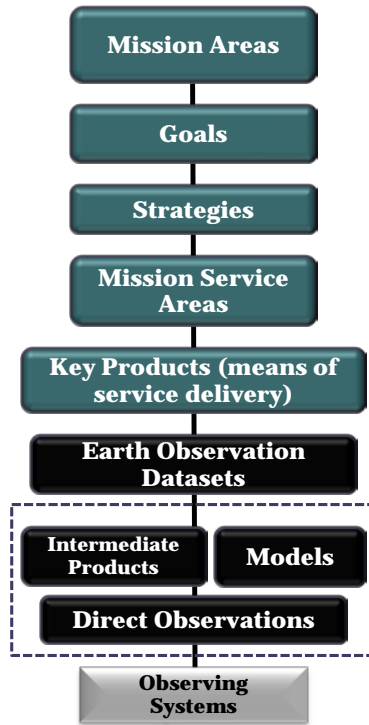 Mission Areas
Goals
Strategies
Mission Service
Areas
Key Products (means of
service delivery)
Earth Observation
Datasets
Intermediate
Products
Models
Direct Observations
Observing
Systems